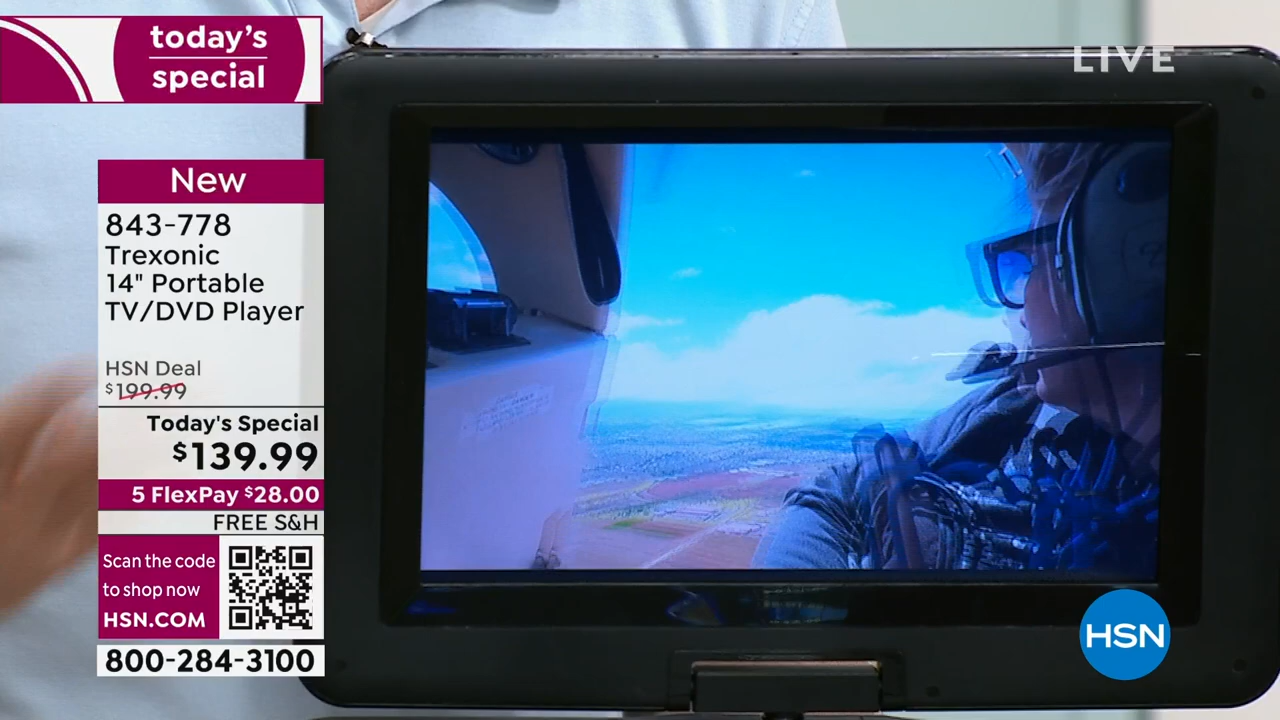 today's
special
LIVE
New
843-778
Trexonic
14" Portable
TV/DVD Player
HSN Deal
$199.99
Today's Special
$139.99
5 FlexPay $28.00
FREE S&H
Scan the code
to shop now
HSN.COM
800-284-3100
HSN